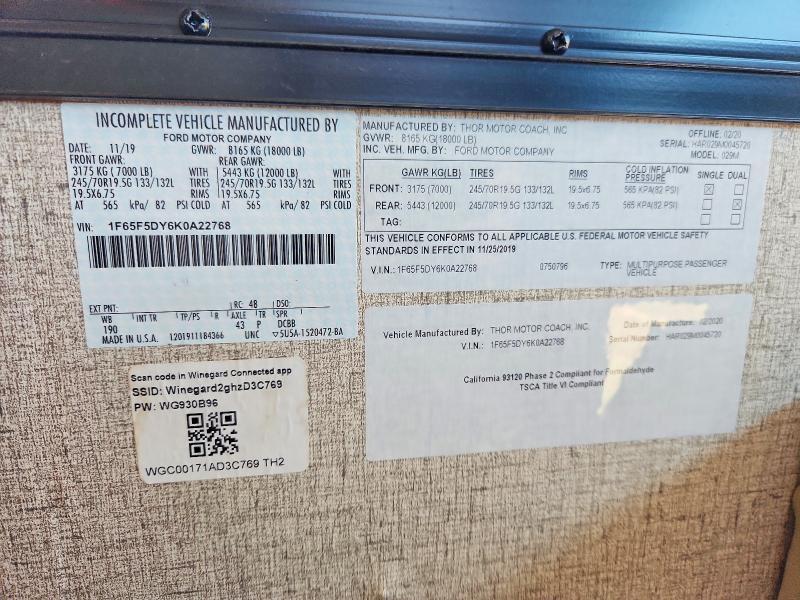 INCOMPLETE VEHICLE MANUFACTURED BY
FORD MOTOR COMPANY
DATE: 11/19 GVWR: 8165 KG (18000 LB)
FRONT GAWR: REAR GAWR:
3175 KG ( 7000 LB) WITH 5443 KG (12000 LB) WITH
245/70R19.5G 133/132L TIRES 245/70R19.5G 133/132L TIRES
19.5X6.75 RIMS 19.5X6.75 RIMS
AT 565 kPa/ 82 PSI COLD AT 565 kPa/ 82 PSI COLD
VIN: 1F65F5DY6K0A22768
EXT PNT: RC: 48 DSO:
WB INT TR TP/PS R AXLE TR SPR
190 43 P DCBB
MADE IN U.S.A. 1201911184366 UNC 5U5A-1520472-BA
MANUFACTURED BY: THOR MOTOR COACH, INC OFFLINE: 02/20
GVWR: 8165 KG(18000 LB) SERIAL: HAR029M0045720
INC. VEH. MFG. BY: FORD MOTOR COMPANY MODEL: 029M
GAWR KG(LB) TIRES RIMS COLD INFLATION PRESSURE SINGLE DUAL
FRONT: 3175 (7000) 245/70R19.5G 133/132L 19.5x6.75 565 KPA(82 PSI)
REAR: 5443 (12000) 245/70R19.5G 133/132L 19.5x6.75 565 KPA(82 PSI)
TAG:
THIS VEHICLE CONFORMS TO ALL APPLICABLE U.S. FEDERAL MOTOR VEHICLE SAFETY
STANDARDS IN EFFECT IN 11/25/2019
V.I.N.: 1F65F5DY6K0A22768 0750796 TYPE: MULTIPURPOSE PASSENGER
VEHICLE
Vehicle Manufactured By: THOR MOTOR COACH, INC. Date of Manufacture: 02/2020
V.I.N.: 1F65F5DY6K0A22768 Serial Number: HAR029M0045720
California 93120 Phase 2 Compliant for Formaldehyde
TSCA Title VI Compliant
Scan code in Winegard Connected app
SSID: Winegard2ghzD3C769
PW: WG930B96
WGC00171AD3C769 TH2